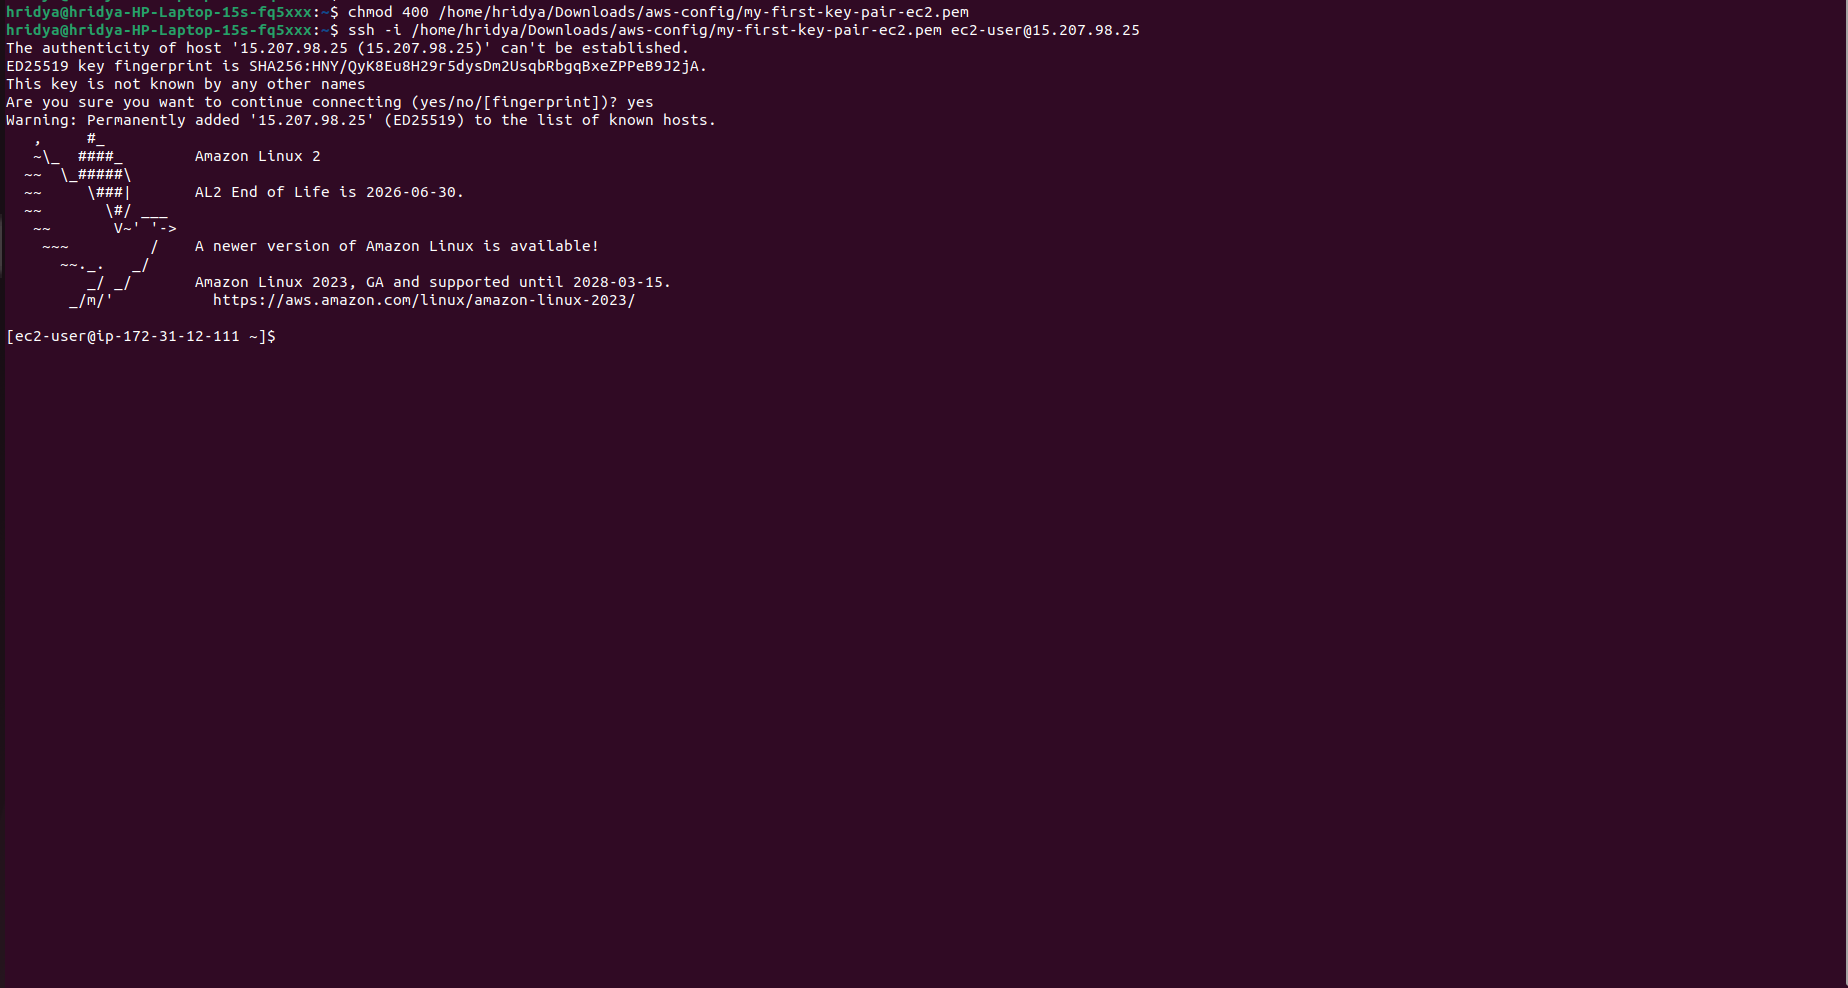 hridya@hridya-HP-Laptop-15s-fq5xxx:~$ chmod 400 /home/hridya/Downloads/aws-config/my-first-key-pair-ec2.pem
hridya@hridya-HP-Laptop-15s-fq5xxx:~$ ssh -i /home/hridya/Downloads/aws-config/my-first-key-pair-ec2.pem ec2-user@15.207.98.25
The authenticity of host '15.207.98.25 (15.207.98.25)' can't be established.
ED25519 key fingerprint is SHA256:HNY/QyK8Eu8H29r5dysDm2UsqbRbgqBxeZPPeB9J2jA.
This key is not known by any other names
Are you sure you want to continue connecting (yes/no/[fingerprint])? yes
Warning: Permanently added '15.207.98.25' (ED25519) to the list of known hosts.
   ,     #_
   ~\_  ####_        Amazon Linux 2
  ~~  \_#####\
  ~~     \###|       AL2 End of Life is 2026-06-30.
  ~~       \#/ ___
   ~~       V~' '->
    ~~~         /    A newer version of Amazon Linux is available!
      ~~._.   _/
         _/ _/       Amazon Linux 2023, GA and supported until 2028-03-15.
       _/m/'           https://aws.amazon.com/linux/amazon-linux-2023/
[ec2-user@ip-172-31-12-111 ~]$